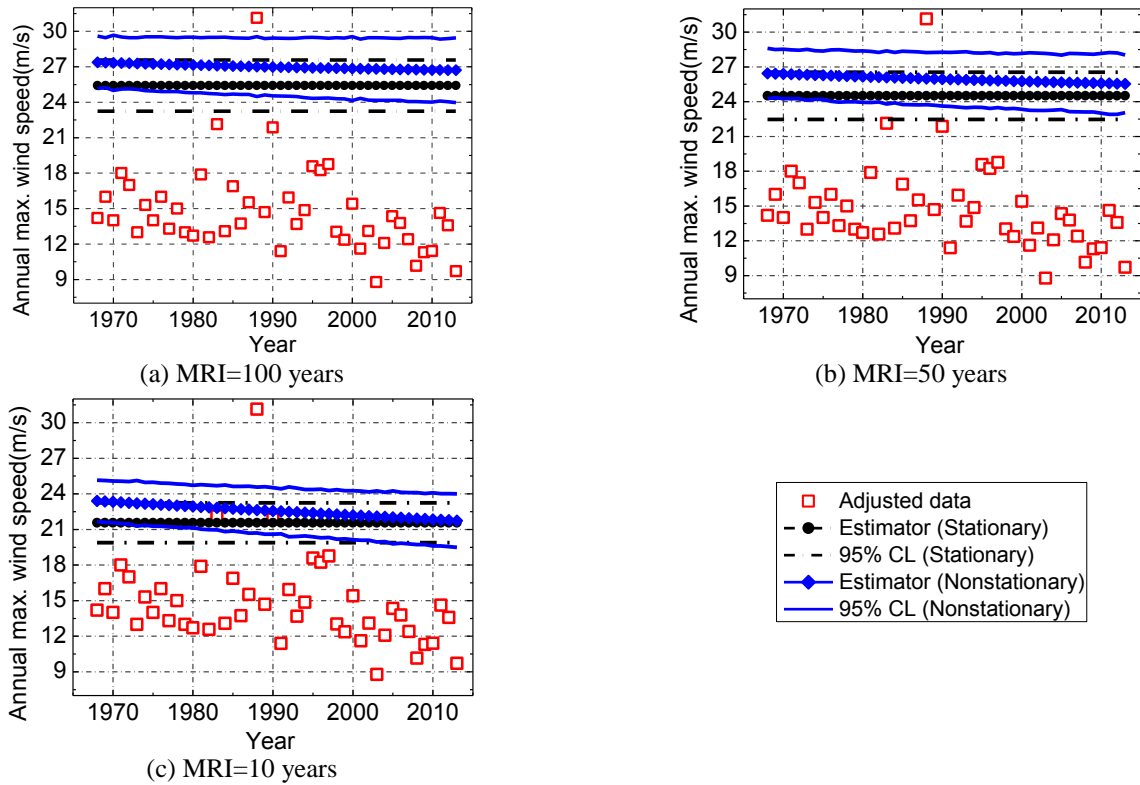 Annual max. wind speed(m/s)
30
27
24
21
18
15
12
9
1970 1980 1990 2000 2010
Year
(a) MRI=100 years
Annual max. wind speed(m/s)
30
27
24
21
18
15
12
9
1970 1980 1990 2000 2010
Year
(b) MRI=50 years
Annual max. wind speed(m/s)
30
27
24
21
18
15
12
9
1970 1980 1990 2000 2010
Year
(c) MRI=10 years
Adjusted data
Estimator (Stationary)
95% CL (Stationary)
Estimator (Nonstationary)
95% CL (Nonstationary)